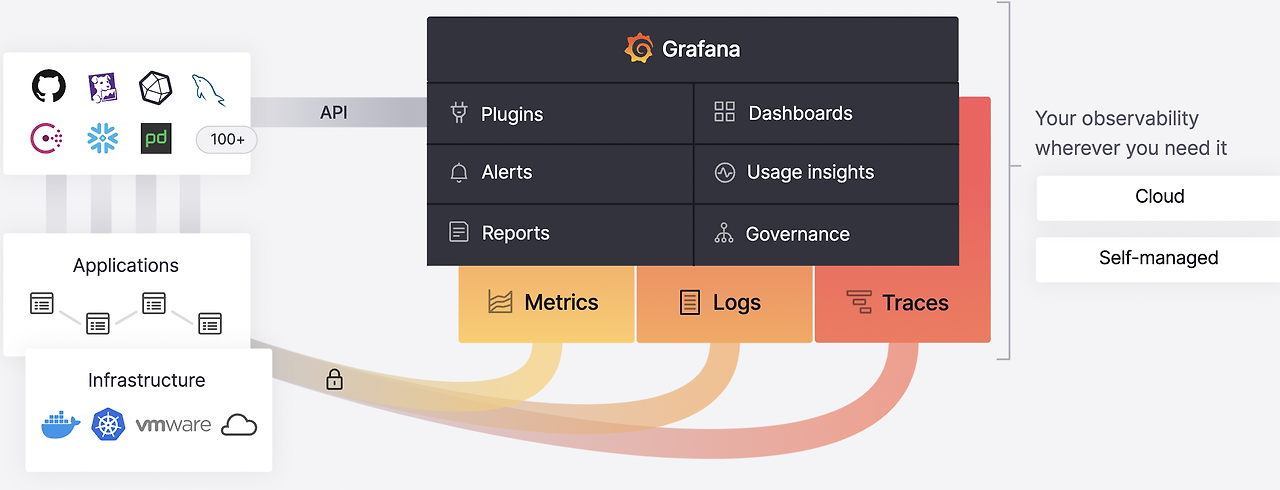 Grafana
API
Plugins
Dashboards
Alerts
Usage insights
Reports
Governance
Metrics
Logs
Traces
pd
100+
Applications
Infrastructure
vmware
Your observability
wherever you need it
Cloud
Self-managed